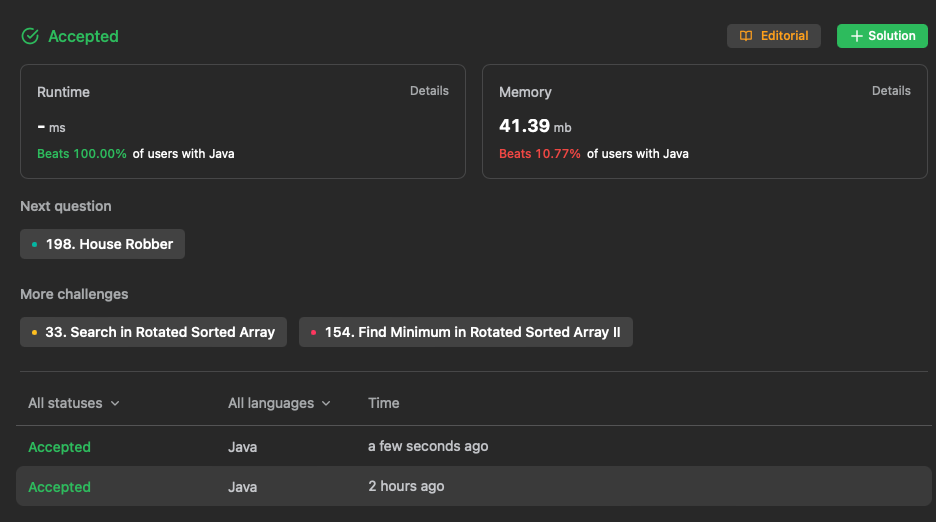 Accepted
Editorial
+ Solution
Runtime Details
- ms
Beats 100.00% of users with Java
Memory Details
41.39 mb
Beats 10.77% of users with Java
Next question
198. House Robber
More challenges
33. Search in Rotated Sorted Array
154. Find Minimum in Rotated Sorted Array II
All statuses All languages Time
Accepted Java a few seconds ago
Accepted Java 2 hours ago